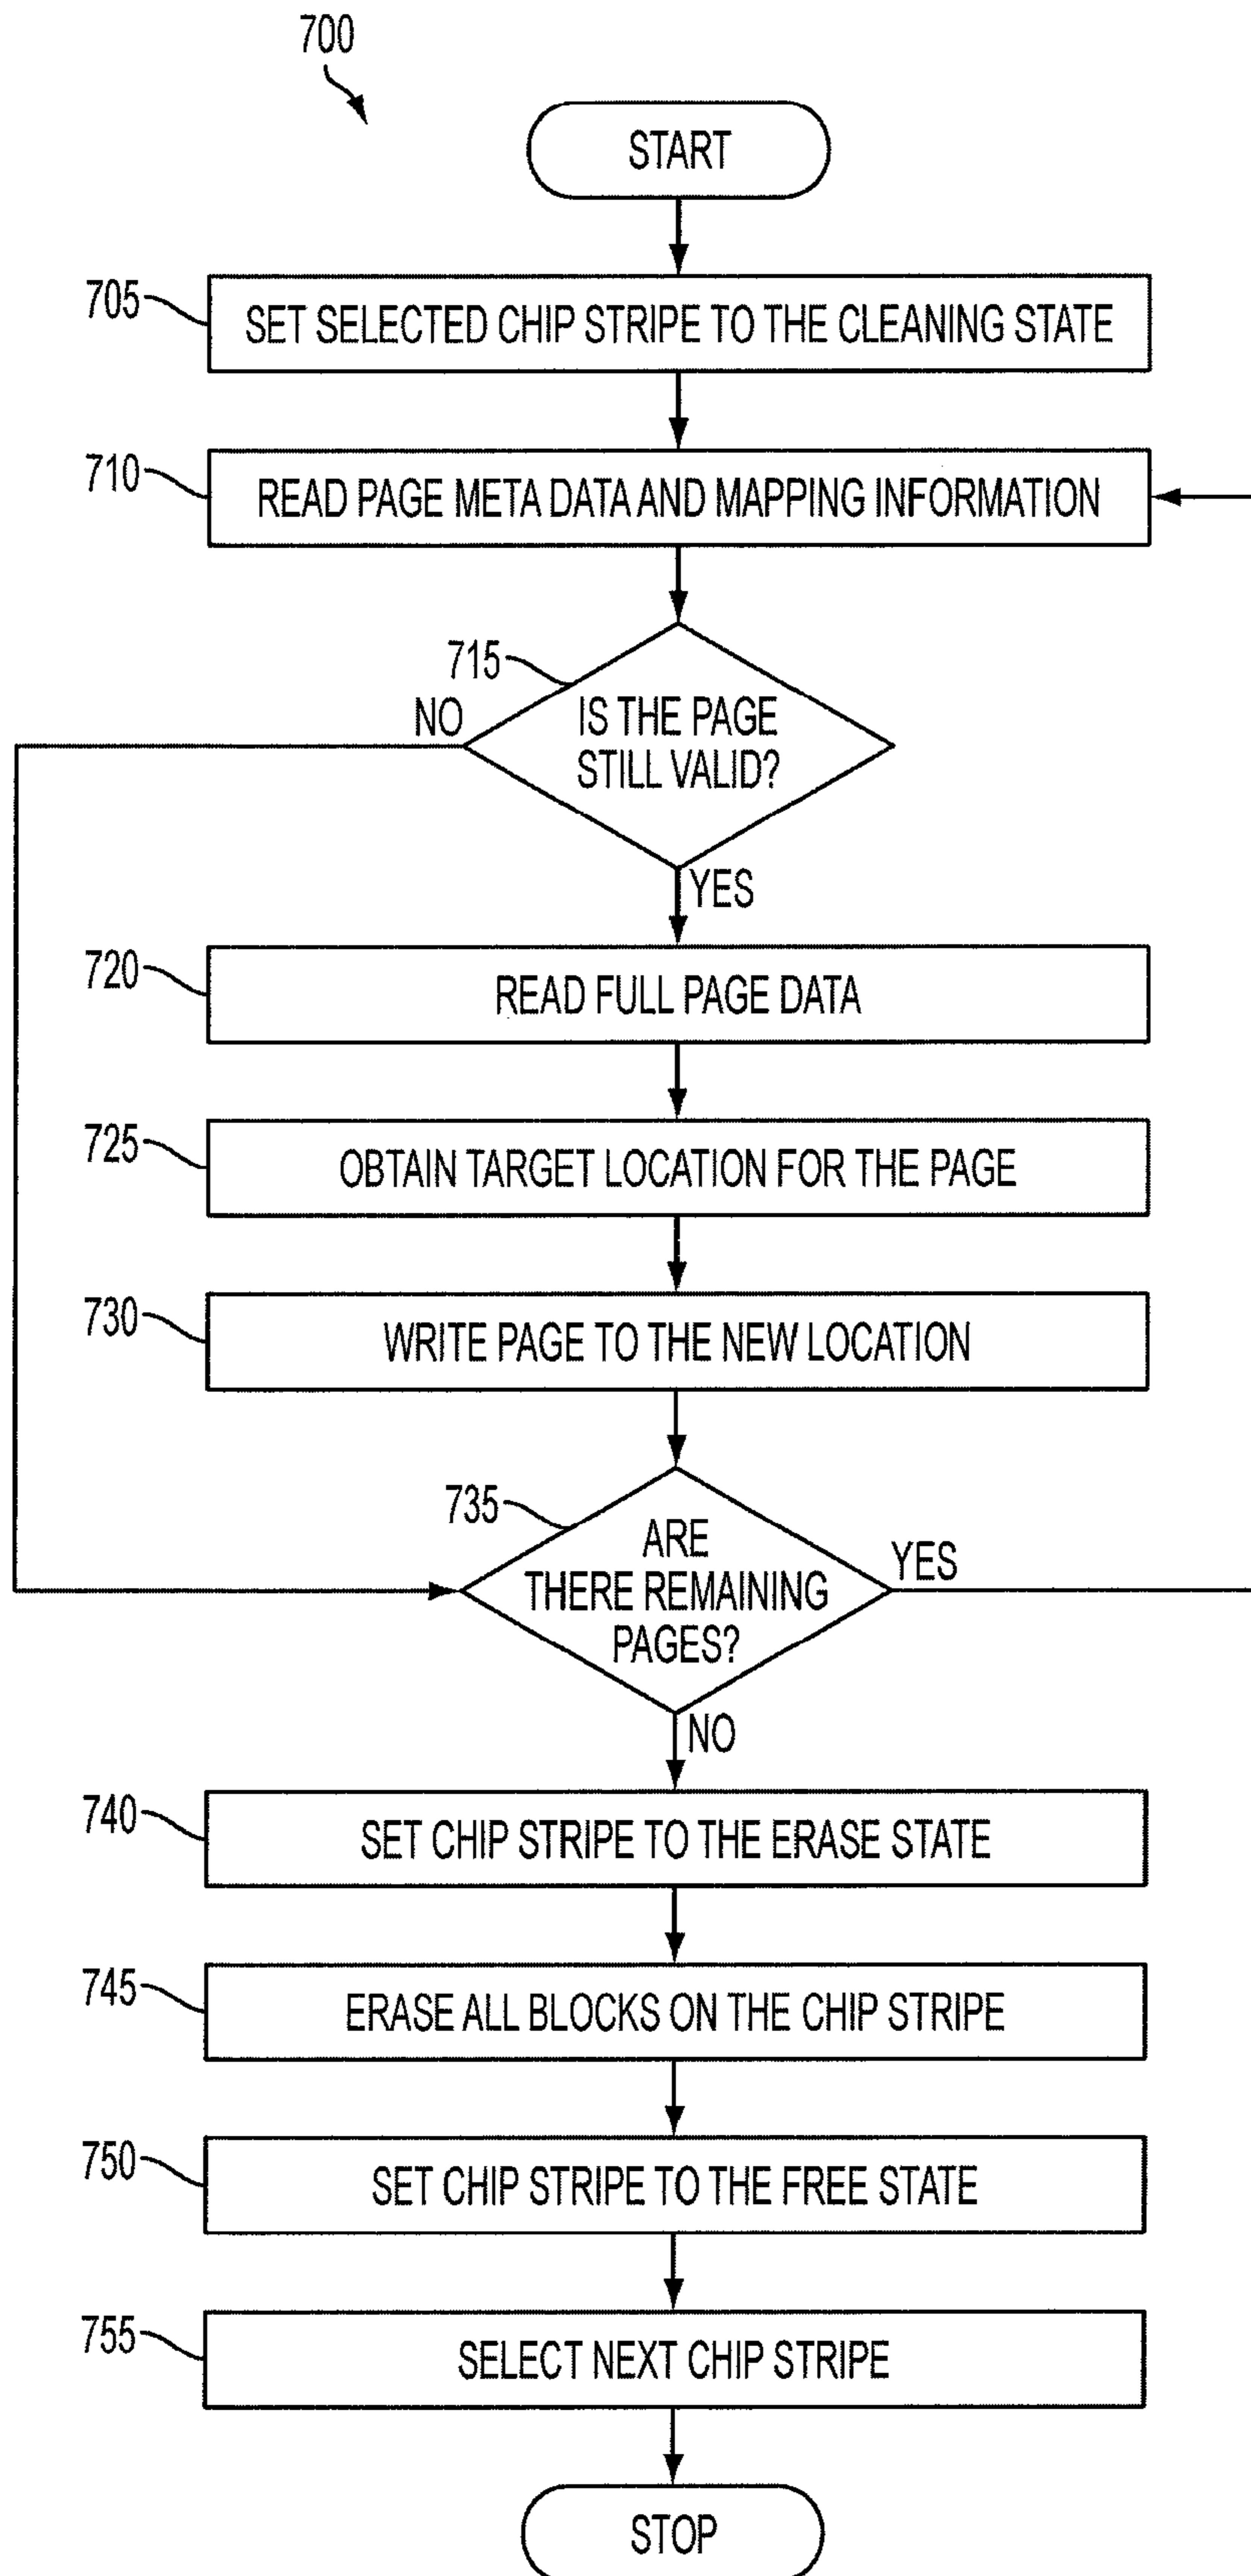 700
START
705
SET SELECTED CHIP STRIPE TO THE CLEANING STATE
710
READ PAGE META DATA AND MAPPING INFORMATION
715
NO
IS THE PAGE
STILL VALID?
YES
720
READ FULL PAGE DATA
725
OBTAIN TARGET LOCATION FOR THE PAGE
730
WRITE PAGE TO THE NEW LOCATION
735
ARE
THERE REMAINING
PAGES?
YES
NO
740
SET CHIP STRIPE TO THE ERASE STATE
745
ERASE ALL BLOCKS ON THE CHIP STRIPE
750
SET CHIP STRIPE TO THE FREE STATE
755
SELECT NEXT CHIP STRIPE
STOP